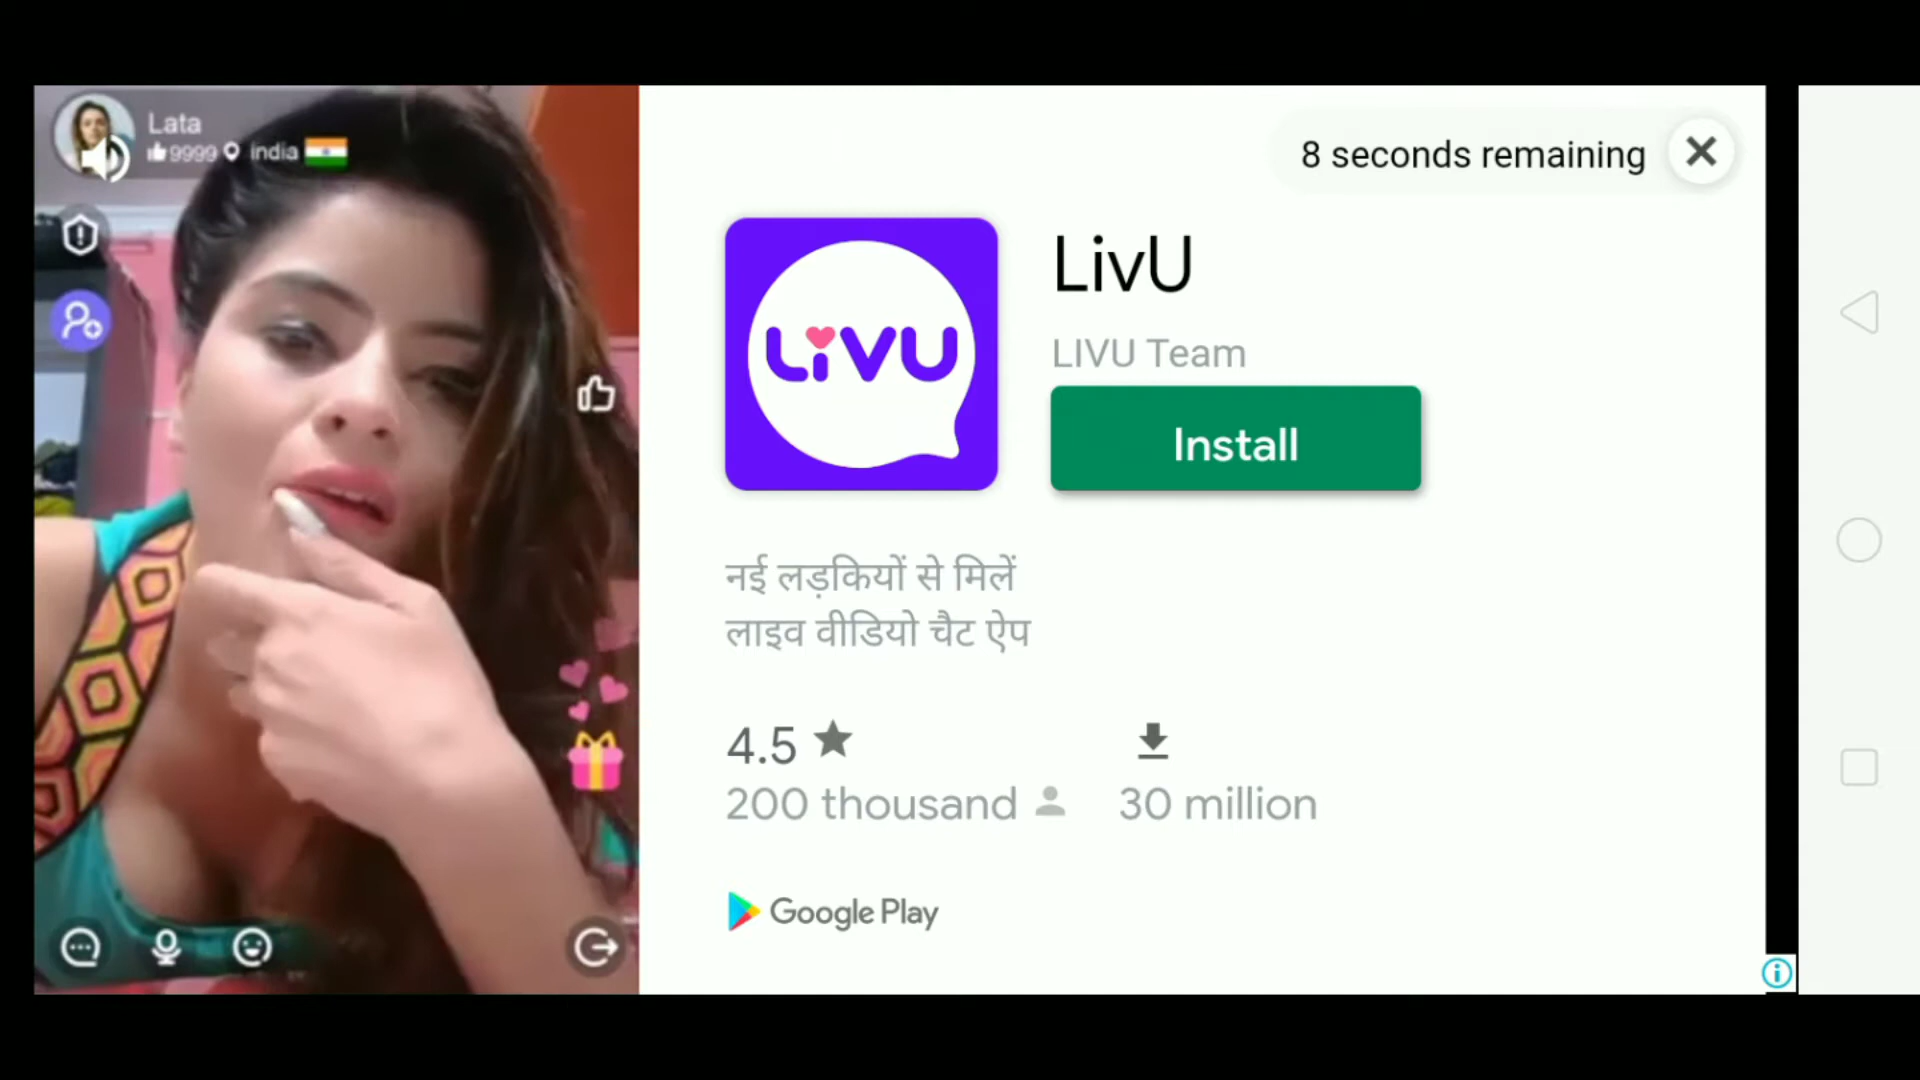 Lata
9999 india
8 seconds remaining
LivU
LIVU
LIVU Team
Install
नई लड़कियों से मिलें
लाइव वीडियो चैट ऐप
4.5
200 thousand
30 million
Google Play